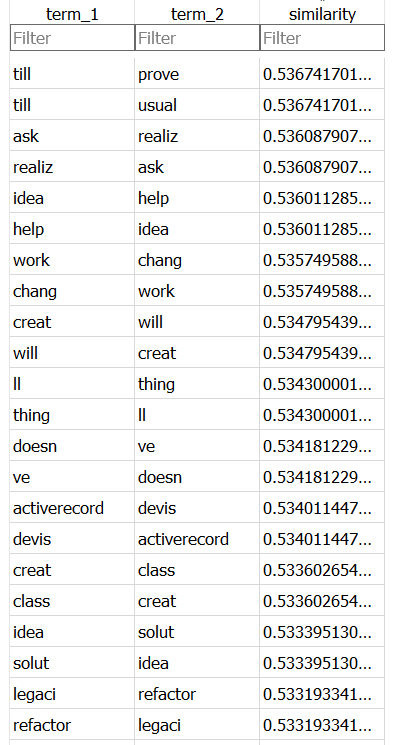 term_1 term_2 similarity
Filter Filter Filter
till prove 0.536741701...
till usual 0.536741701...
ask realiz 0.536087907...
realiz ask 0.536087907...
idea help 0.536011285...
help idea 0.536011285...
work chang 0.535749588...
chang work 0.535749588...
creat will 0.534795439...
will creat 0.534795439...
ll thing 0.534300001...
thing ll 0.534300001...
doesn ve 0.534181229...
ve doesn 0.534181229...
activerecord devis 0.534011447...
devis activerecord 0.534011447...
creat class 0.533602654...
class creat 0.533602654...
idea solut 0.533395130...
solut idea 0.533395130...
legaci refactor 0.533193341...
refactor legaci 0.533193341...